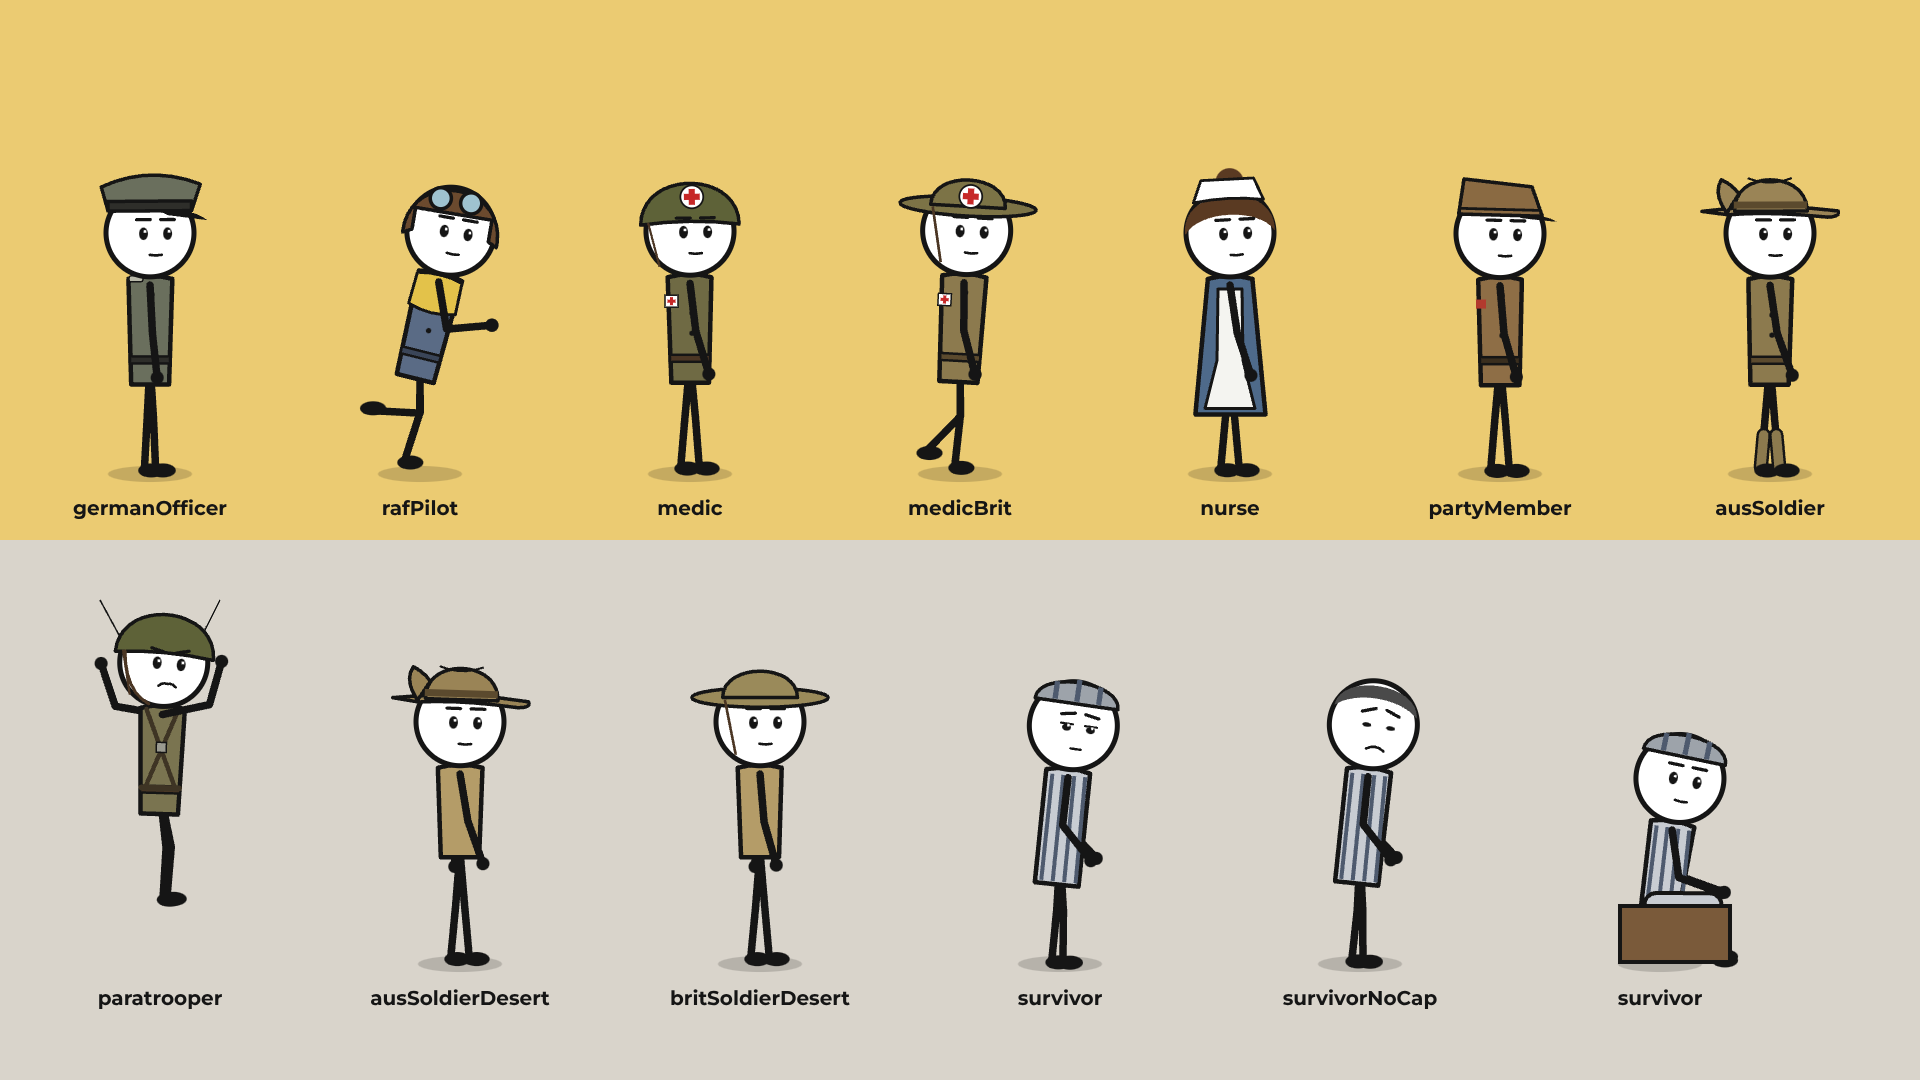 germanOfficer
rafPilot
medic
medicBrit
nurse
partyMember
ausSoldier
paratrooper
ausSoldierDesert
britSoldierDesert
survivor
survivorNoCap
survivor